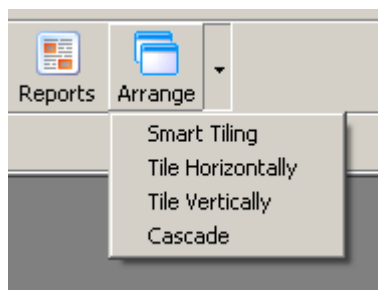 Reports Arrange
Smart Tiling
Tile Horizontally
Tile Vertically
Cascade